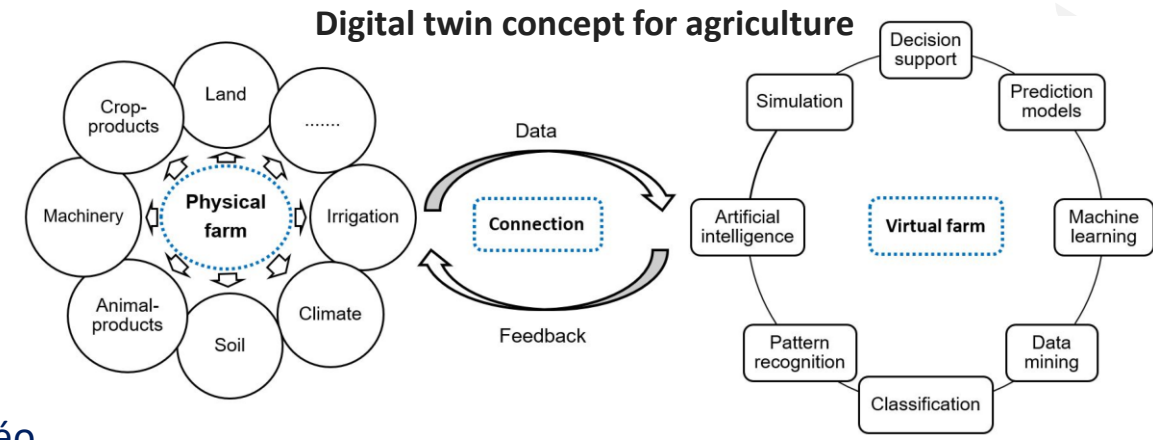 Digital twin concept for agriculture
Land
.......
Irrigation
Climate
Soil
Animal-
products
Machinery
Crop-
products
Physical
farm
Data
Connection
Feedback
Decision
support
Prediction
models
Machine
learning
Data
mining
Classification
Pattern
recognition
Artificial
intelligence
Simulation
Virtual farm
éo